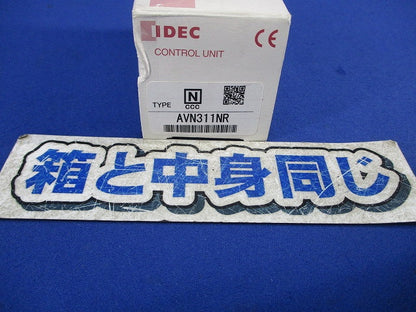 IDEC
CONTROL UNIT
CE
TYPE
N
CCC
AVN311NR
箱と中身同じ